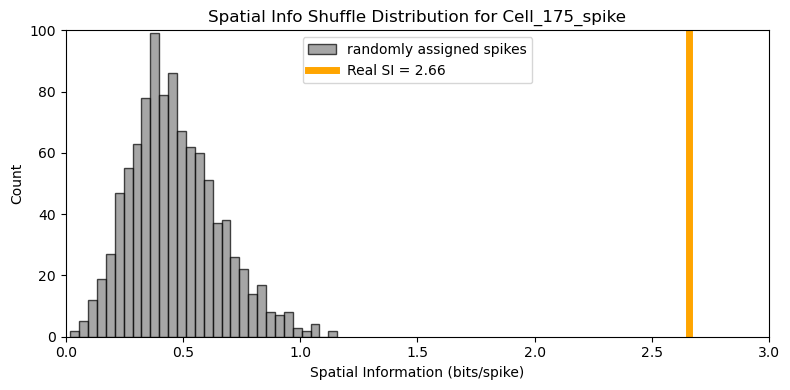 Spatial Info Shuffle Distribution for Cell_175_spike
randomly assigned spikes
Real SI = 2.66
Count
100
80
60
40
20
0
0.0 0.5 1.0 1.5 2.0 2.5 3.0
Spatial Information (bits/spike)